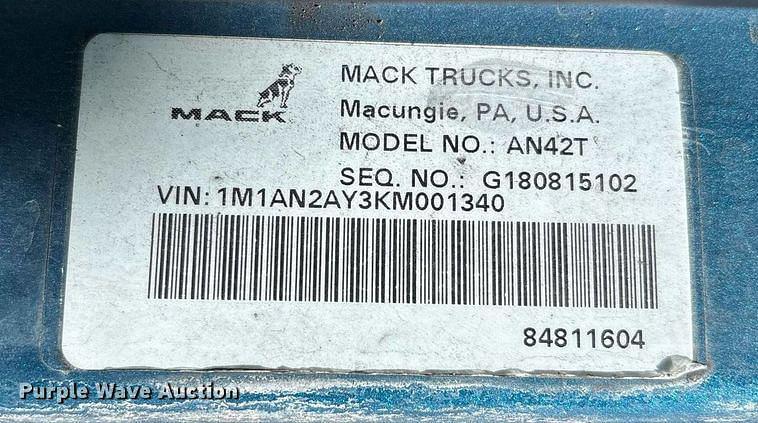 MACK
MACK TRUCKS, INC.
Macungie, PA, U.S.A.
MODEL NO.: AN42T
SEQ. NO.: G180815102
VIN: 1M1AN2AY3KM001340
84811604
Purple Wave Auction